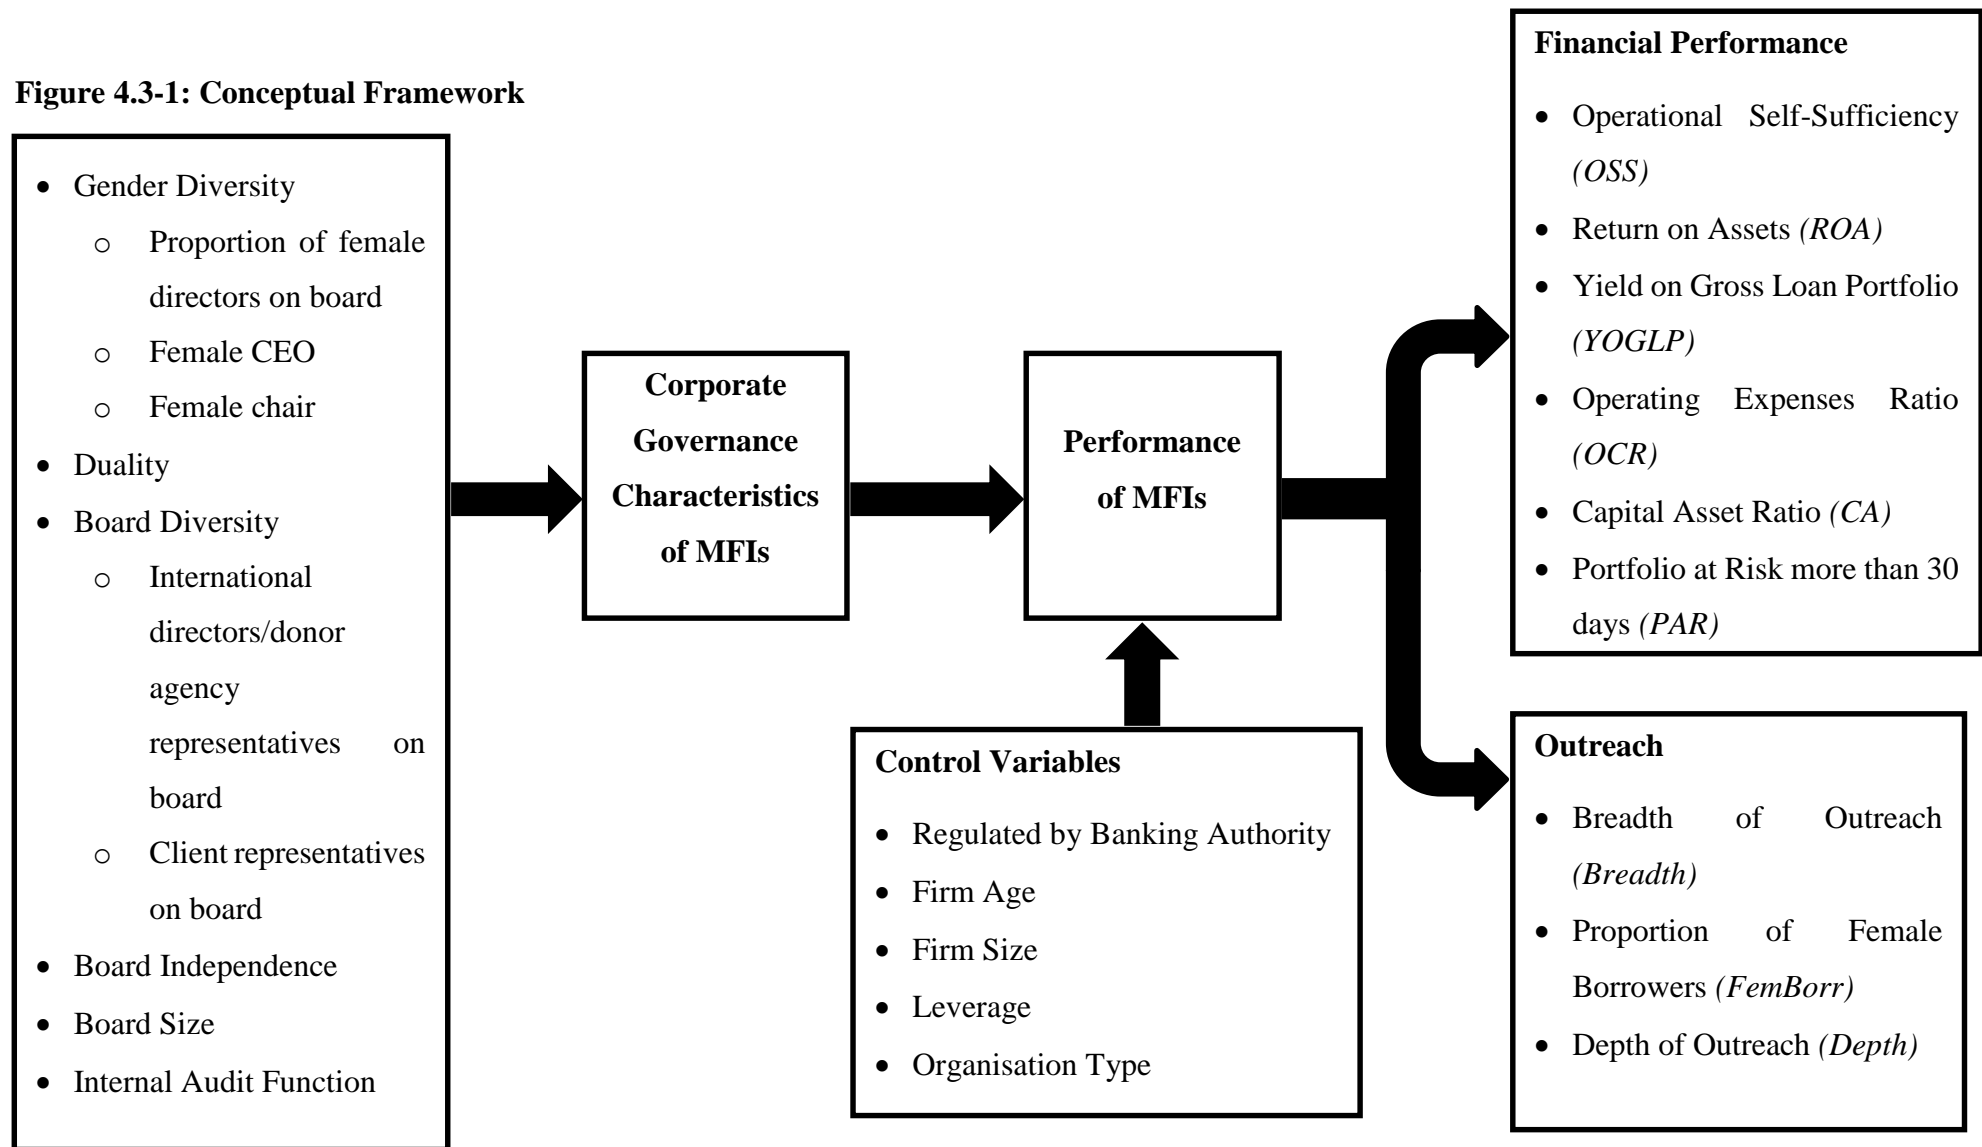 Figure 4.3-1: Conceptual Framework
• Gender Diversity
o Proportion of female
directors on board
o Female CEO
o Female chair
• Duality
• Board Diversity
o International
directors/donor
agency
representatives on
board
o Client representatives
on board
• Board Independence
• Board Size
• Internal Audit Function
Corporate
Governance
Characteristics
of MFIs
Performance
of MFIs
Control Variables
• Regulated by Banking Authority
• Firm Age
• Firm Size
• Leverage
• Organisation Type
Financial Performance
• Operational Self-Sufficiency
(OSS)
• Return on Assets (ROA)
• Yield on Gross Loan Portfolio
(YOGLP)
• Operating Expenses Ratio
(OCR)
• Capital Asset Ratio (CA)
• Portfolio at Risk more than 30
days (PAR)
Outreach
• Breadth of Outreach
(Breadth)
• Proportion of Female
Borrowers (FemBorr)
• Depth of Outreach (Depth)